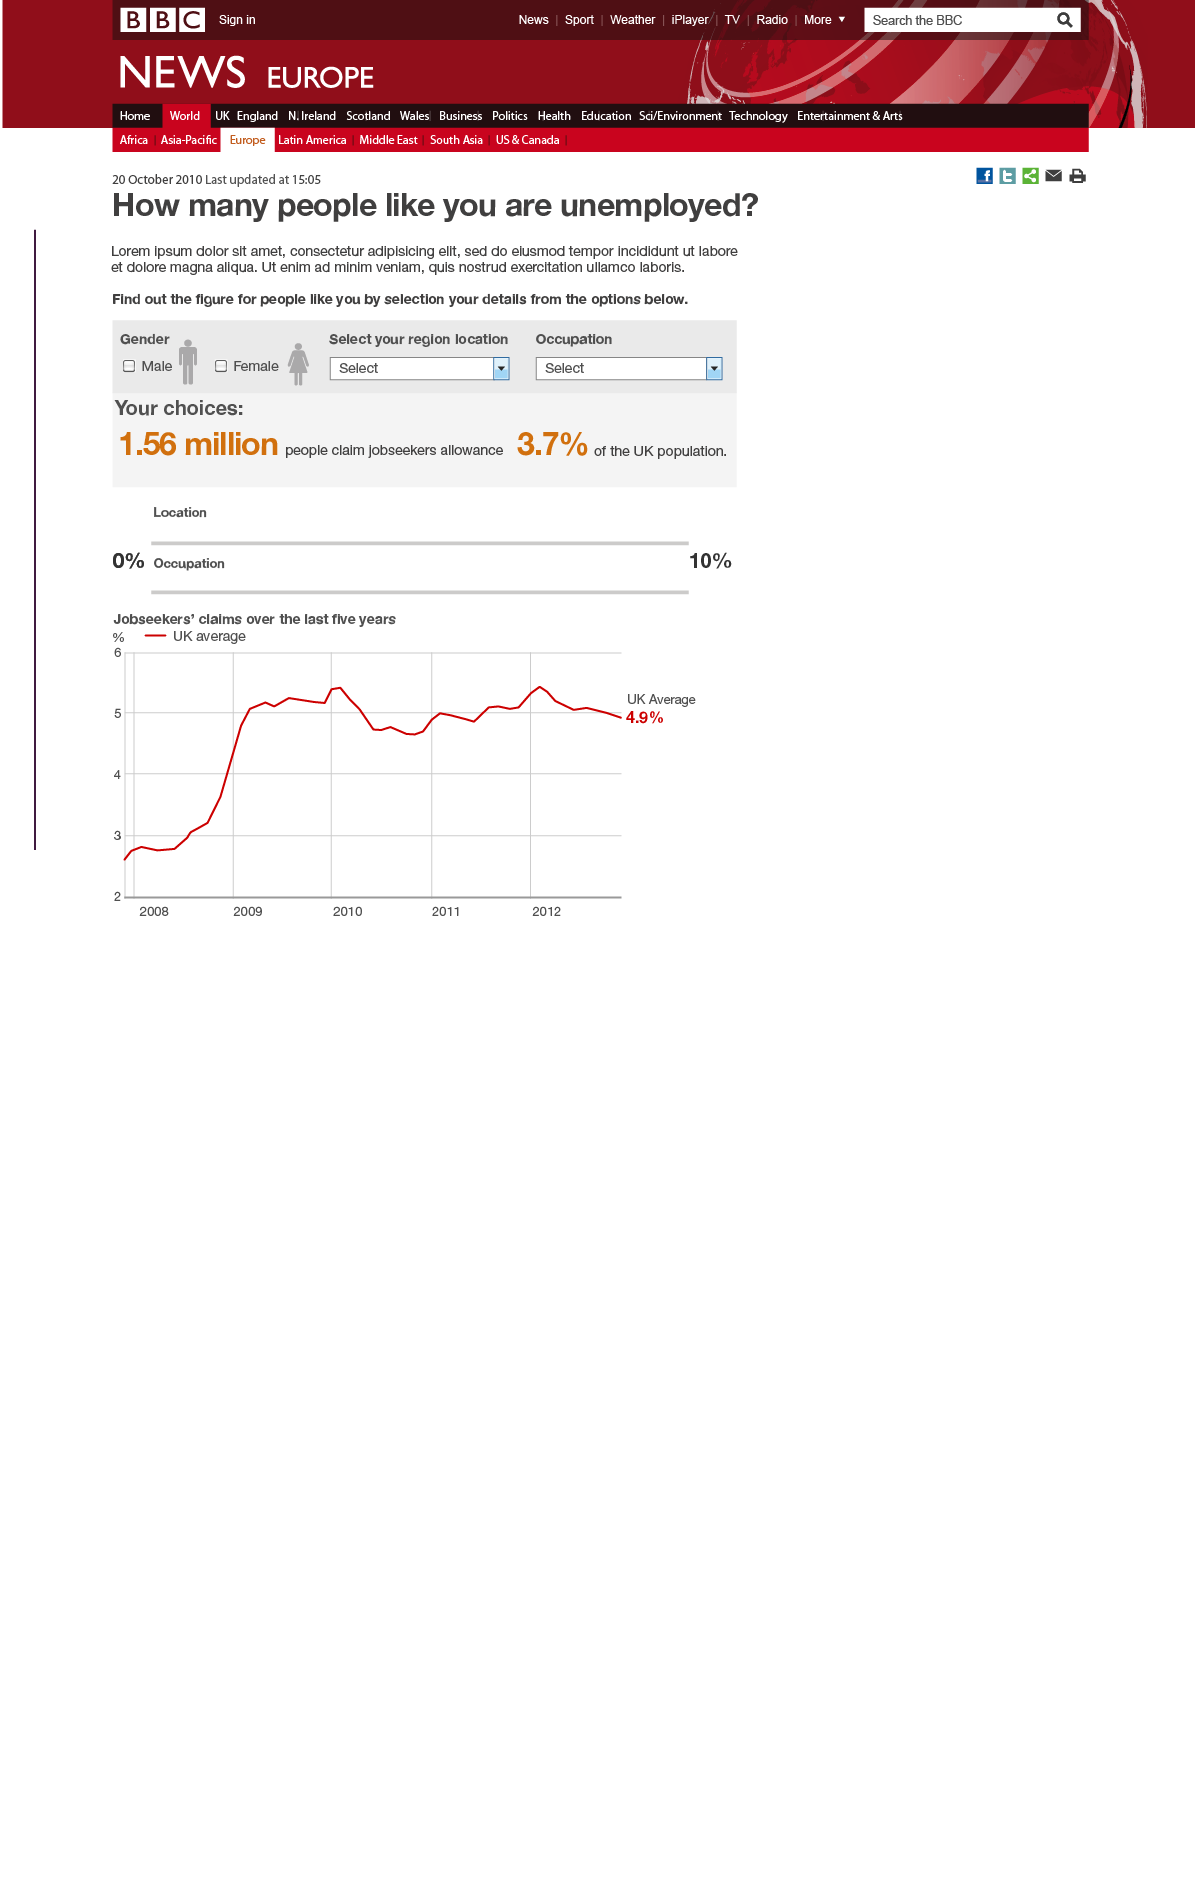 BBC Sign in News Sport Weather iPlayer TV Radio More Search the BBC
NEWS EUROPE
Home World UK England N. Ireland Scotland Wales Business Politics Health Education Sci/Environment Technology Entertainment & Arts
Africa Asia-Pacific Europe Latin America Middle East South Asia US & Canada
20 October 2010 Last updated at 15:05
How many people like you are unemployed?
Lorem ipsum dolor sit amet, consectetur adipisicing elit, sed do eiusmod tempor incididunt ut labore
et dolore magna aliqua. Ut enim ad minim veniam, quis nostrud exercitation ullamco laboris.
Find out the figure for people like you by selection your details from the options below.
Gender Select your region location Occupation
Male Female Select Select
Your choices:
1.56 million people claim jobseekers allowance 3.7% of the UK population.
Location
0% Occupation 10%
Jobseekers’ claims over the last five years
% UK average
6
UK Average
5 4.9%
4
3
2
2008 2009 2010 2011 2012